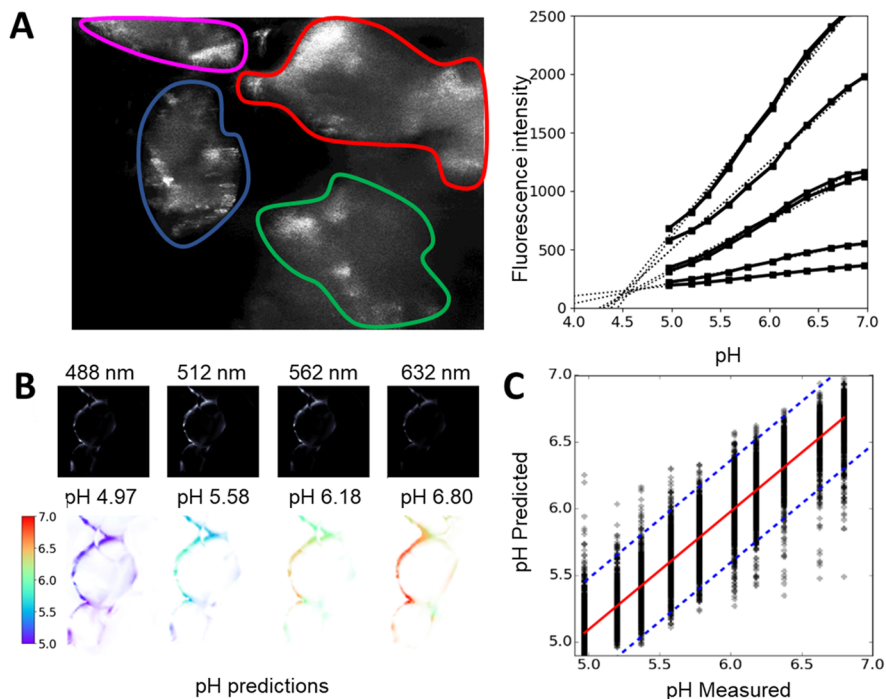 A
Fluorescence intensity
2500
2000
1500
1000
500
0
4.0 4.5 5.0 5.5 6.0 6.5 7.0
pH
B
488 nm 512 nm 562 nm 632 nm
pH 4.97 pH 5.58 pH 6.18 pH 6.80
7.0
6.5
6.0
5.5
5.0
pH predictions
C
pH Predicted
7.0
6.5
6.0
5.5
5.0
5.0 5.5 6.0 6.5 7.0
pH Measured